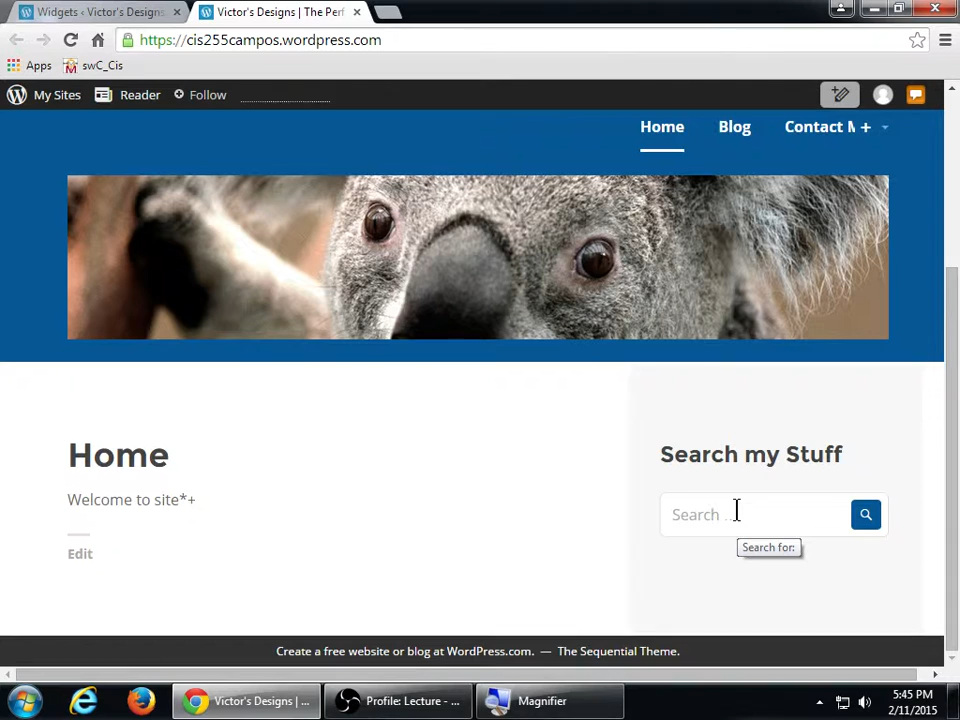 Widgets ‹ Victor's Designs
Victor's Designs | The Perf
https://cis255campos.wordpress.com
Apps
swC_Cis
My Sites
Reader
Follow
Home
Blog
Contact M +
Home
Welcome to site*+
Edit
Search my Stuff
Search ...
Search for:
Create a free website or blog at WordPress.com. — The Sequential Theme.
Victor's Designs | ...
Profile: Lecture - ...
Magnifier
5:45 PM
2/11/2015